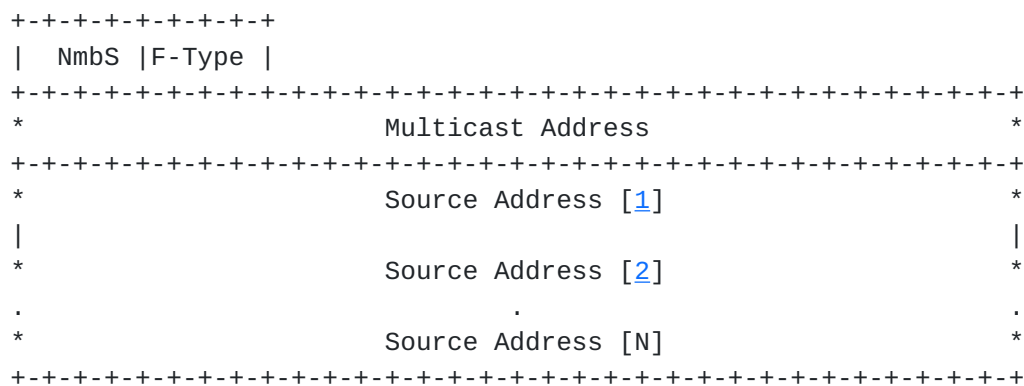 +-+-+-+-+-+-+-+-+
|  NmbS |F-Type |
+-+-+-+-+-+-+-+-+-+-+-+-+-+-+-+-+-+-+-+-+-+-+-+-+-+-+-+-+-+-+-+-+
*                       Multicast Address                       *
+-+-+-+-+-+-+-+-+-+-+-+-+-+-+-+-+-+-+-+-+-+-+-+-+-+-+-+-+-+-+-+-+
*                       Source Address [1]                      *
|                                                               |
*                       Source Address [2]                      *
.                               .                               .
*                       Source Address [N]                      *
+-+-+-+-+-+-+-+-+-+-+-+-+-+-+-+-+-+-+-+-+-+-+-+-+-+-+-+-+-+-+-+-+